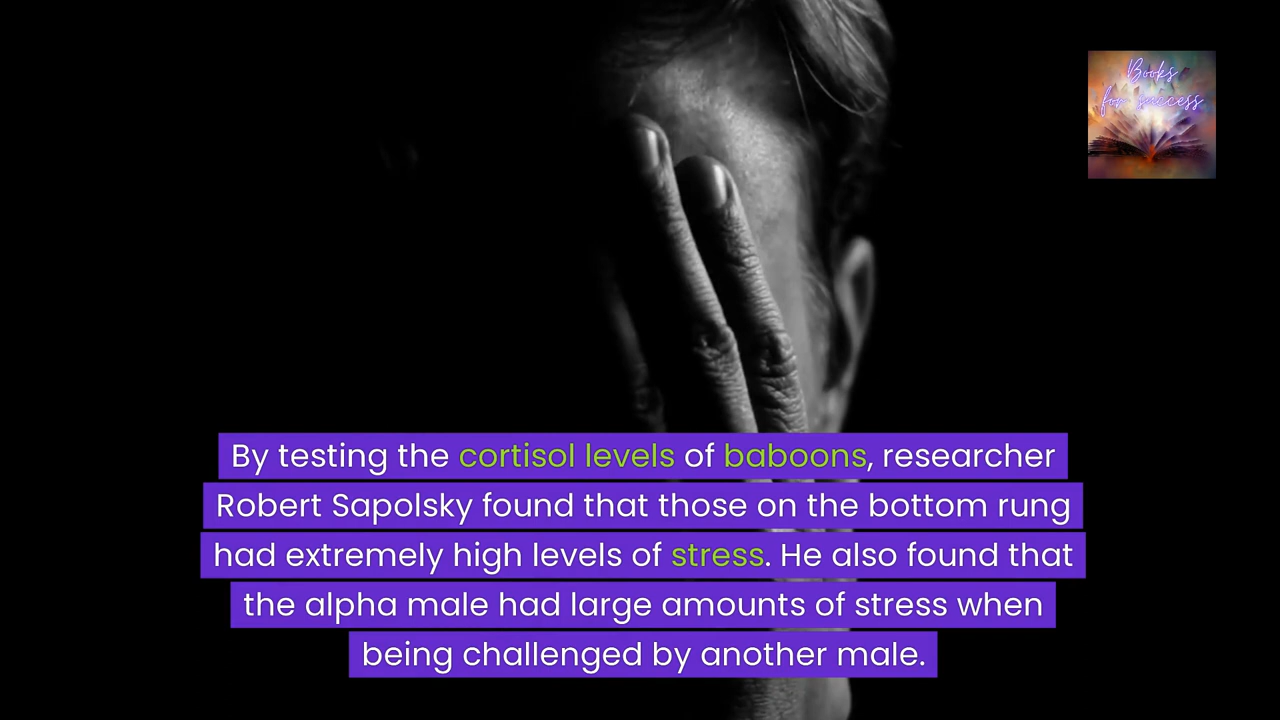 Books
for success
By testing the cortisol levels of baboons, researcher
Robert Sapolsky found that those on the bottom rung
had extremely high levels of stress. He also found that
the alpha male had large amounts of stress when
being challenged by another male.